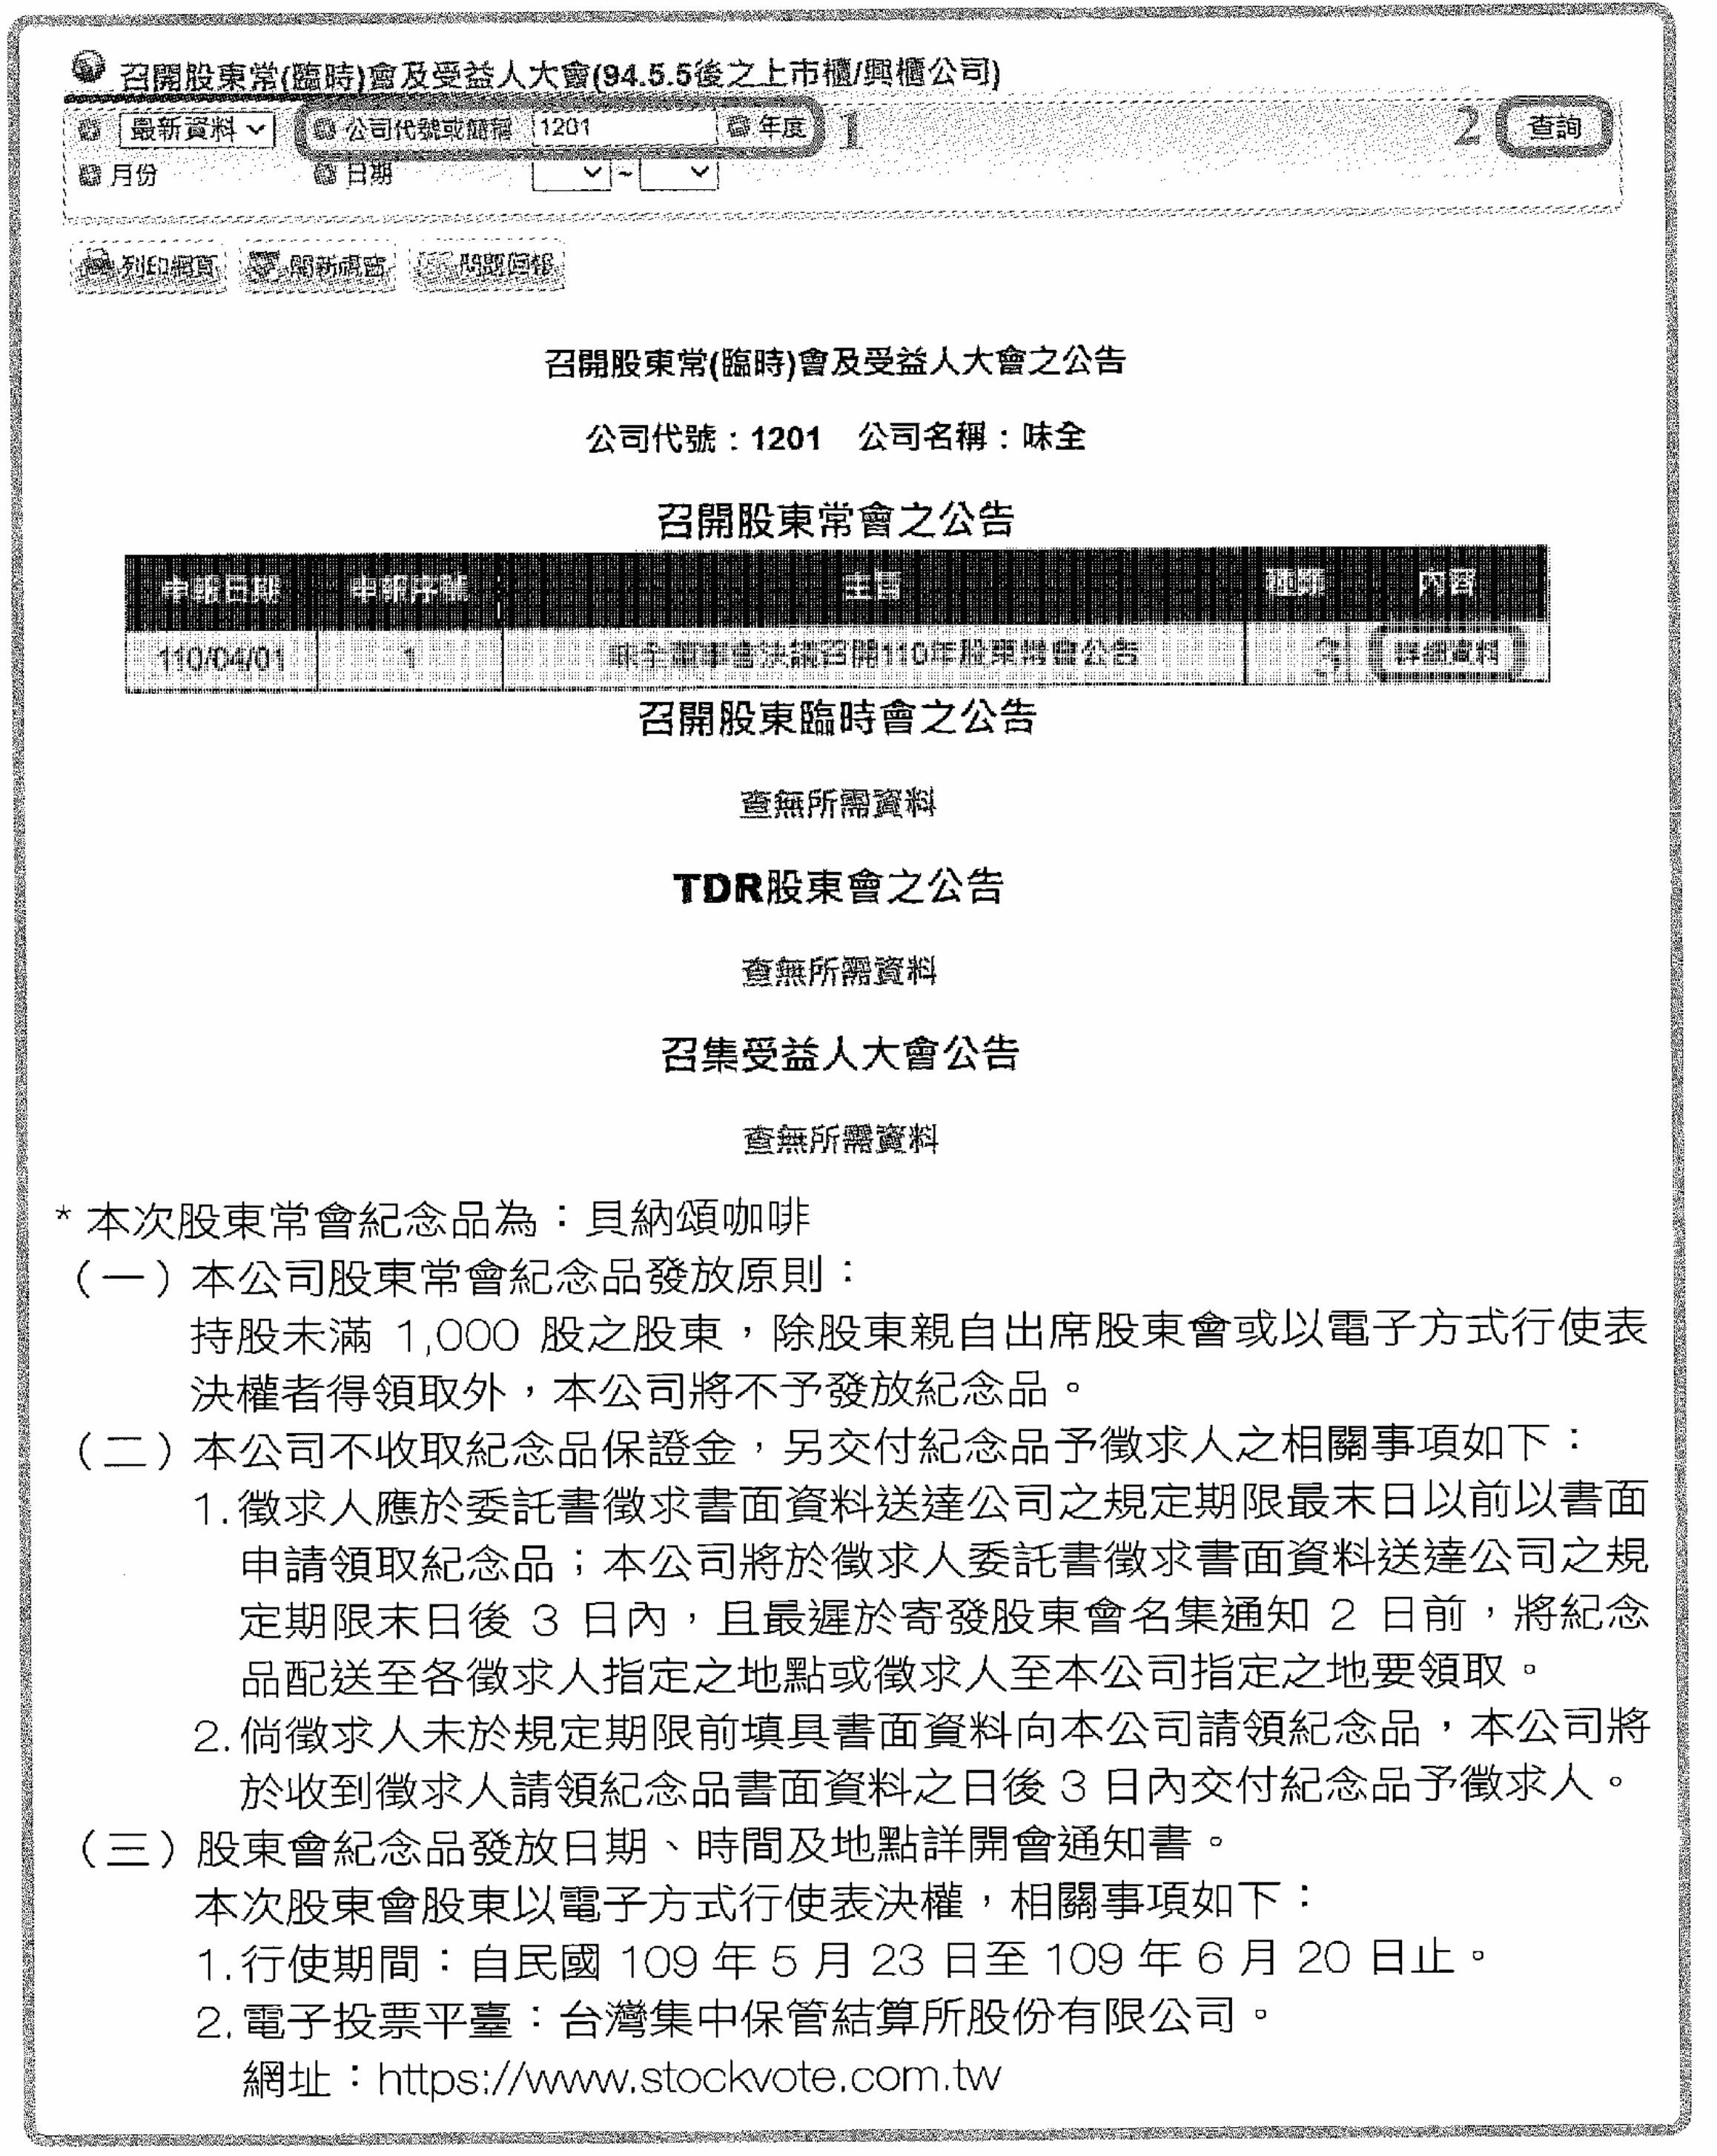 召開股東常(臨時)會及受益人大會(94.5.5後之上市櫃/興櫃公司)
最新資料 公司代號或簡稱 1201 年度 1 2 查詢
月份 日期 ~
列印網頁 開新視窗 問題回報
召開股東常(臨時)會及受益人大會之公告
公司代號：1201 公司名稱：味全
召開股東常會之公告
申報日期 申報序號 主旨 種類 內容
110/04/01 1 味全董事會決議召開110年股東常會公告 詳細資料
召開股東臨時會之公告
查無所需資料
TDR股東會之公告
查無所需資料
召集受益人大會公告
查無所需資料
* 本次股東常會紀念品為：貝納頌咖啡
（一）本公司股東常會紀念品發放原則：
持股未滿 1,000 股之股東，除股東親自出席股東會或以電子方式行使表
決權者得領取外，本公司將不予發放紀念品。
（二）本公司不收取紀念品保證金，另交付紀念品予徵求人之相關事項如下：
1. 徵求人應於委託書徵求書面資料送達公司之規定期限最末日以前以書面
申請領取紀念品；本公司將於徵求人委託書徵求書面資料送達公司之規
定期限末日後 3 日內，且最遲於寄發股東會名集通知 2 日前，將紀念
品配送至各徵求人指定之地點或徵求人至本公司指定之地要領取。
2. 倘徵求人未於規定期限前填具書面資料向本公司請領紀念品，本公司將
於收到徵求人請領紀念品書面資料之日後 3 日內交付紀念品予徵求人。
（三）股東會紀念品發放日期、時間及地點詳開會通知書。
本次股東會股東以電子方式行使表決權，相關事項如下：
1. 行使期間：自民國 109 年 5 月 23 日至 109 年 6 月 20 日止。
2. 電子投票平臺：台灣集中保管結算所股份有限公司。
網址：https://www.stockvote.com.tw